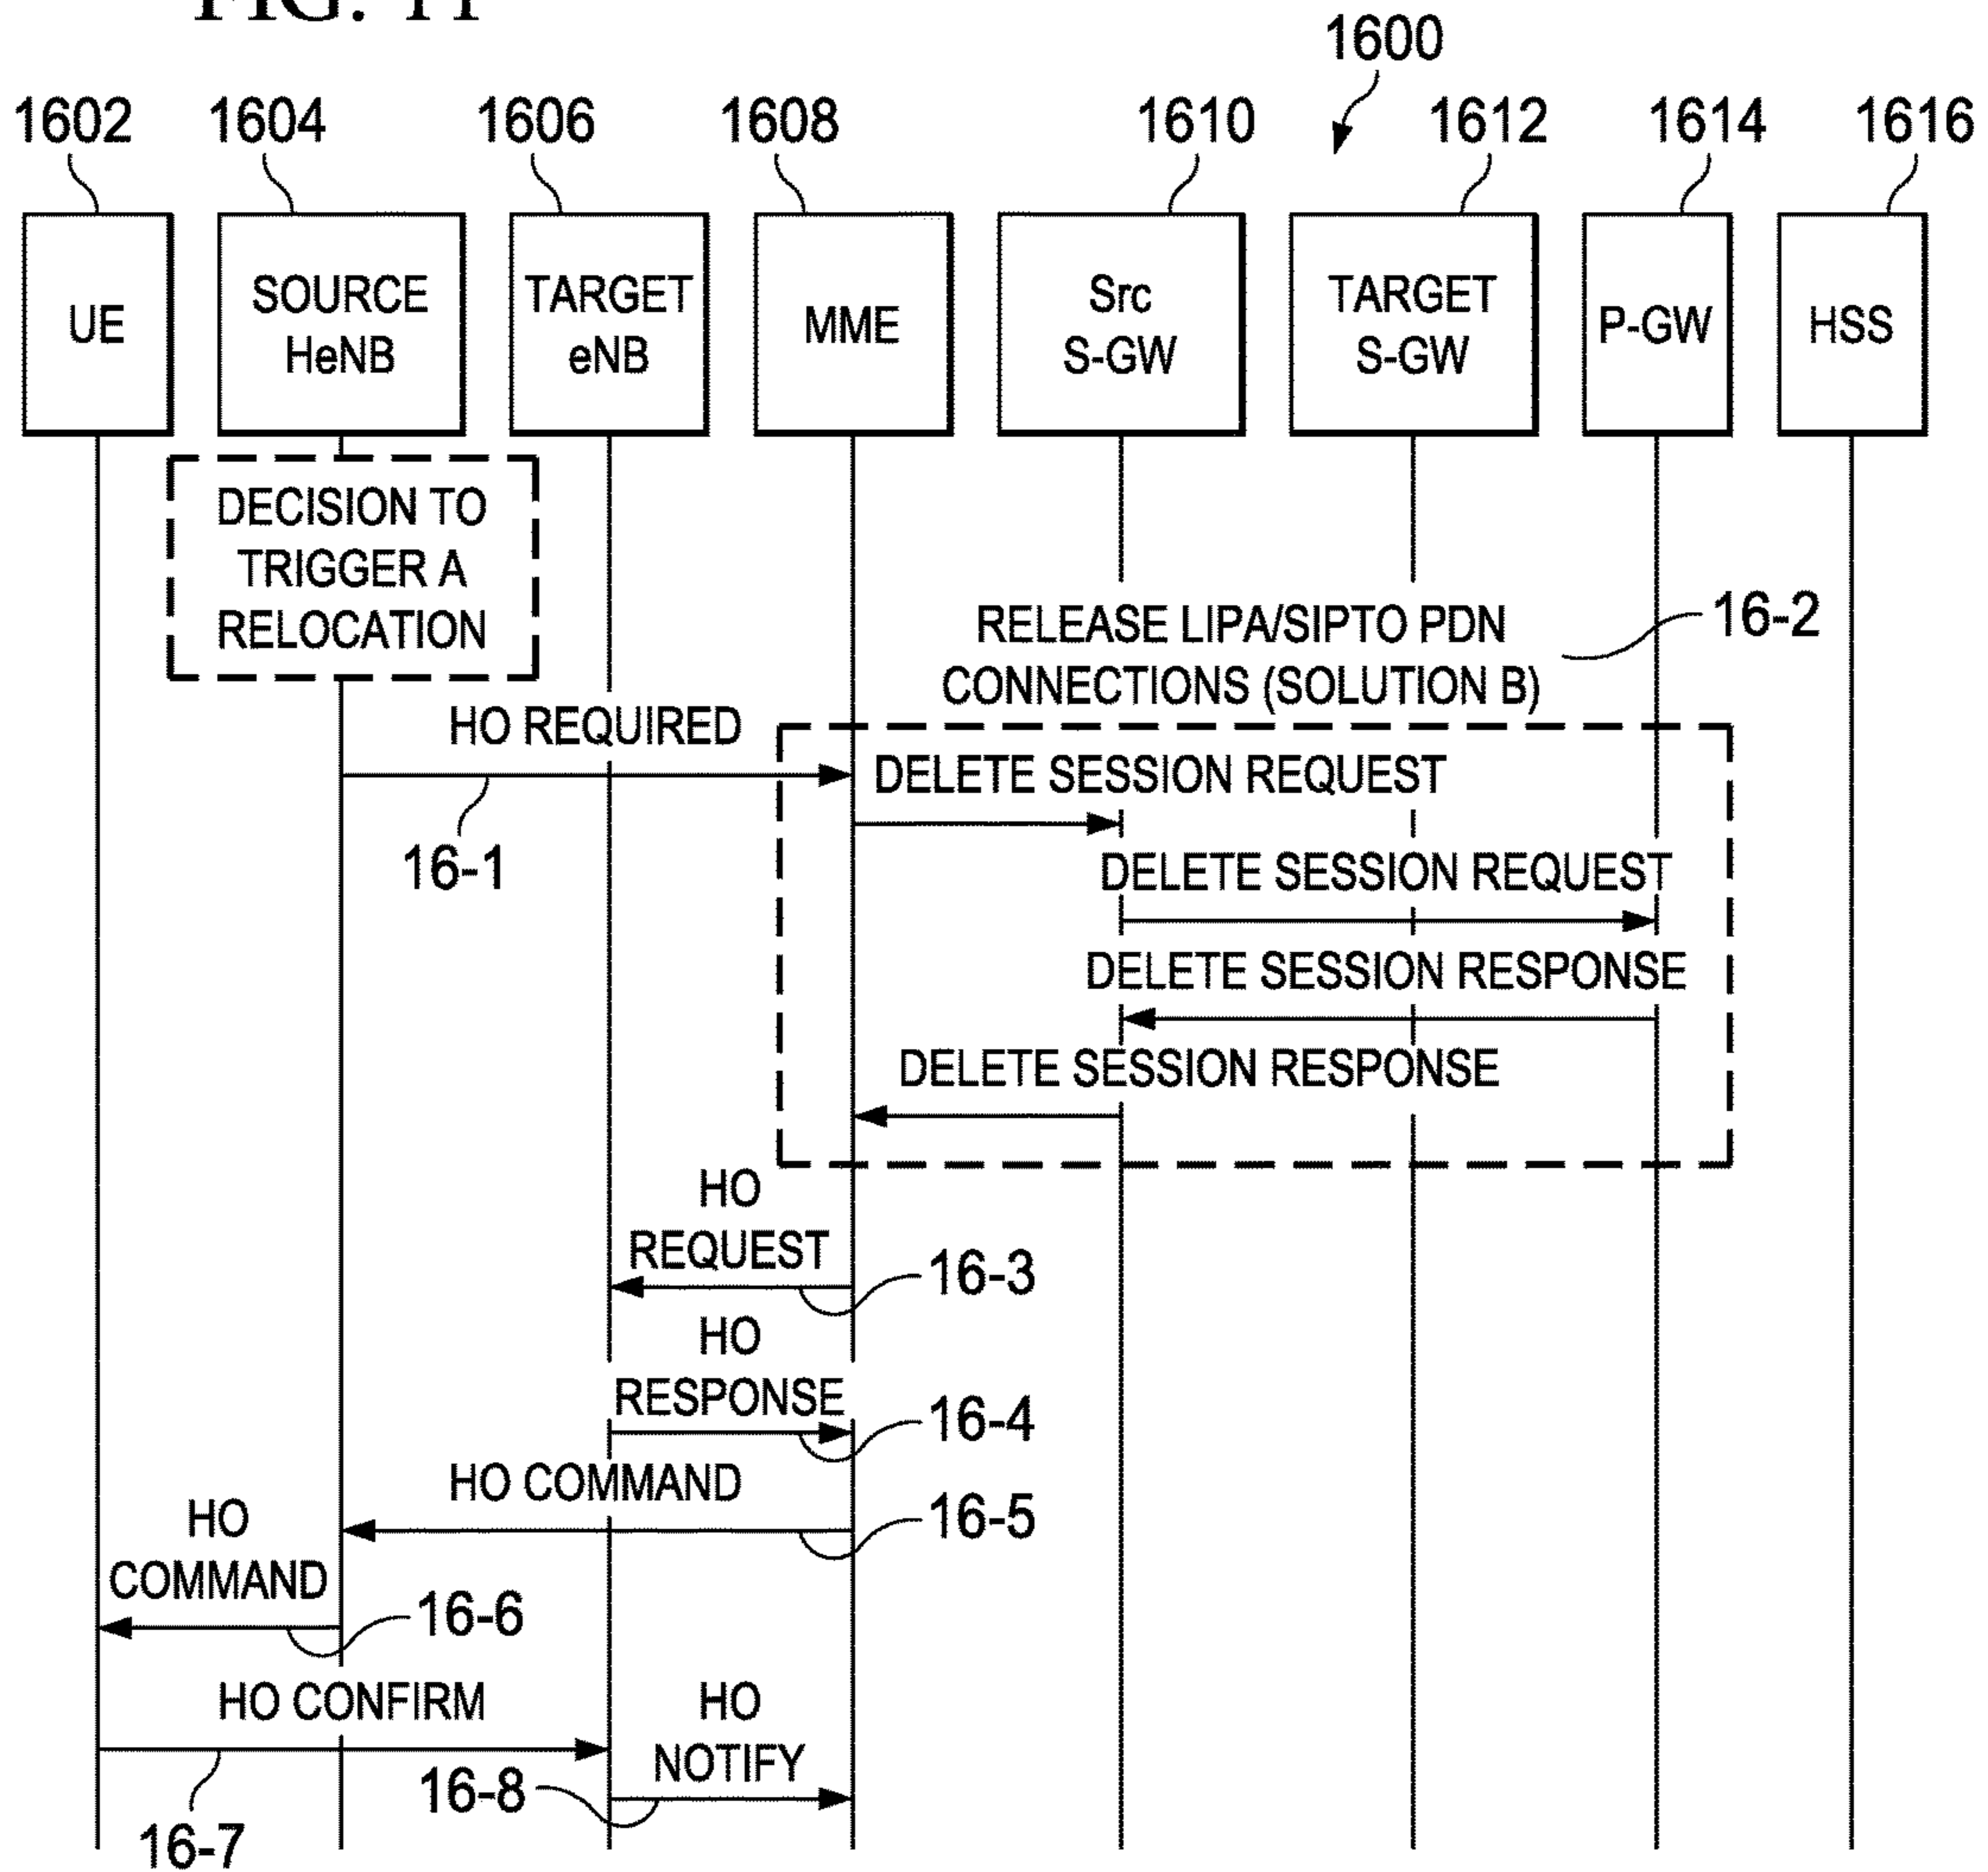 FIG. 11
1600
1602 1604 1606 1608 1610 1612 1614 1616
UE
SOURCE
HeNB
TARGET
eNB
MME
Src
S-GW
TARGET
S-GW
P-GW
HSS
DECISION TO
TRIGGER A
RELOCATION
RELEASE LIPA/SIPTO PDN
CONNECTIONS (SOLUTION B)
16-2
HO REQUIRED
16-1
DELETE SESSION REQUEST
DELETE SESSION REQUEST
DELETE SESSION RESPONSE
DELETE SESSION RESPONSE
HO
REQUEST
16-3
HO
RESPONSE
16-4
HO COMMAND
16-5
HO
COMMAND
16-6
HO CONFIRM
16-7
HO
NOTIFY
16-8